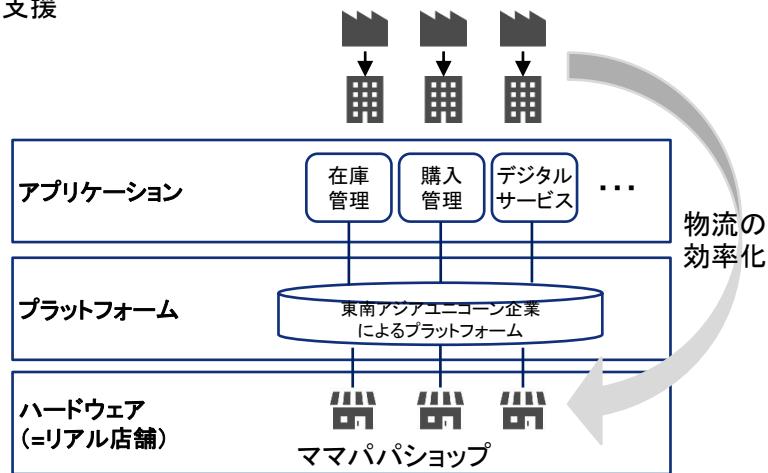 支援
アプリケーション
在庫
管理
購入
管理
デジタル
サービス
・・・
物流の
効率化
プラットフォーム
東南アジアユニコーン企業
によるプラットフォーム
ハードウェア
(=リアル店舗)
ママパパショップ